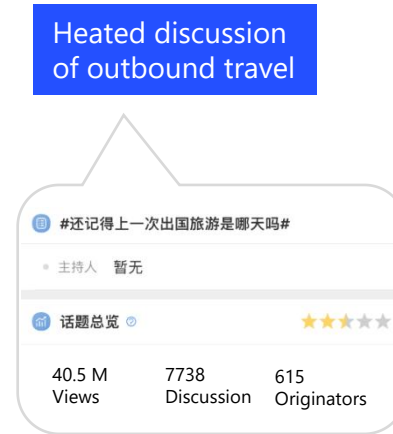 Heated discussion
of outbound travel
#还记得上一次出国旅游是哪天吗#
主持人 暂无
话题总览
40.5 M 7738 615
Views Discussion Originators